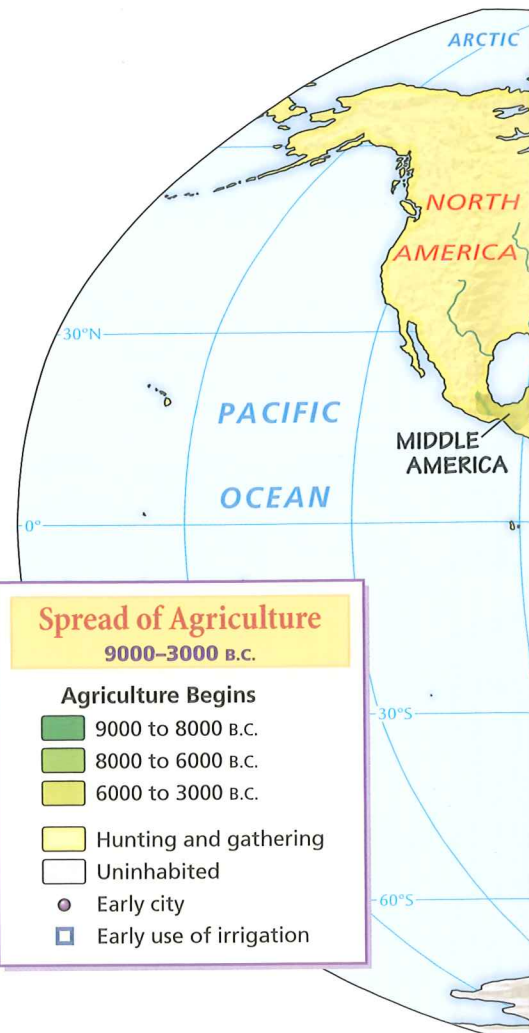 ARCTIC
NORTH
AMERICA
30°N
PACIFIC
MIDDLE
AMERICA
OCEAN
0°
Spread of Agriculture
9000–3000 B.C.
Agriculture Begins
9000 to 8000 B.C.
8000 to 6000 B.C.
6000 to 3000 B.C.
Hunting and gathering
Uninhabited
Early city
Early use of irrigation
30°S
60°S